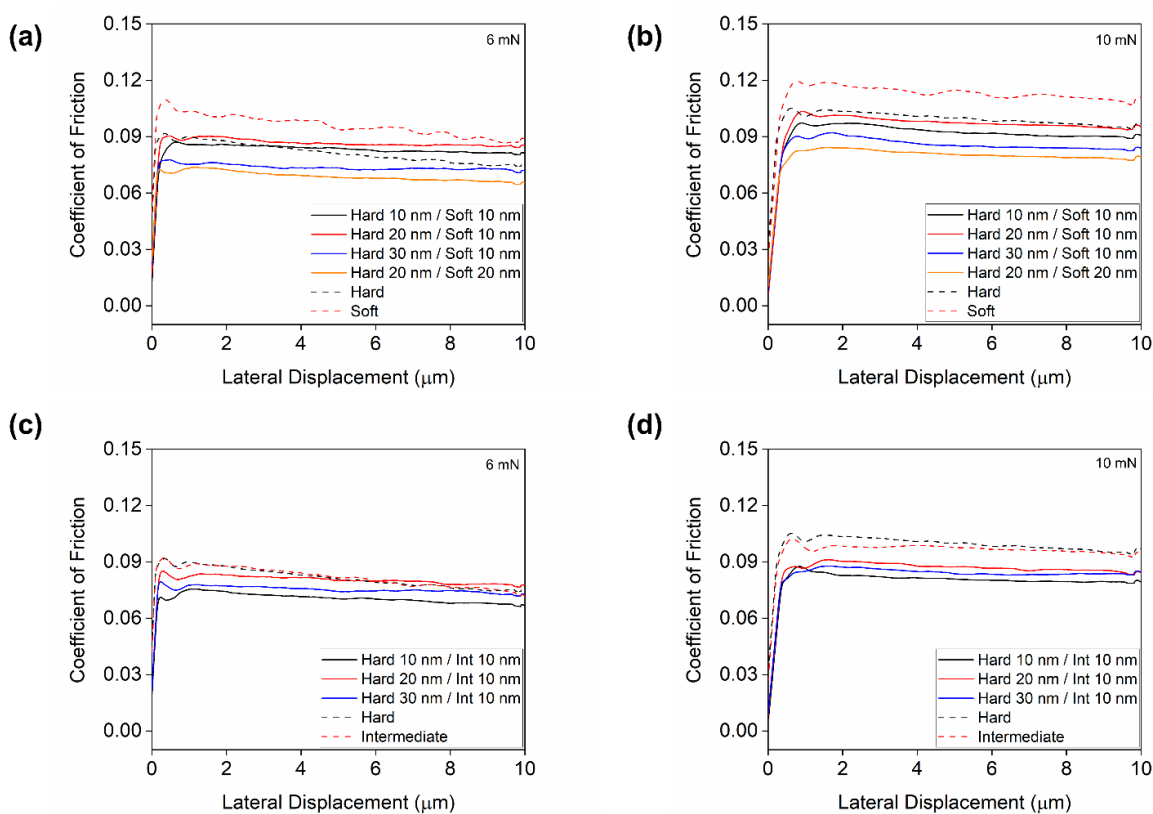 (a)
6 mN
0.15
0.12
0.09
0.06
0.03
0.00
Coefficient of Friction
Hard 10 nm / Soft 10 nm
Hard 20 nm / Soft 10 nm
Hard 30 nm / Soft 10 nm
Hard 20 nm / Soft 20 nm
Hard
Soft
0 2 4 6 8 10
Lateral Displacement (μm)
(b)
10 mN
0.15
0.12
0.09
0.06
0.03
0.00
Coefficient of Friction
Hard 10 nm / Soft 10 nm
Hard 20 nm / Soft 10 nm
Hard 30 nm / Soft 10 nm
Hard 20 nm / Soft 20 nm
Hard
Soft
0 2 4 6 8 10
Lateral Displacement (μm)
(c)
6 mN
0.15
0.12
0.09
0.06
0.03
0.00
Coefficient of Friction
Hard 10 nm / Int 10 nm
Hard 20 nm / Int 10 nm
Hard 30 nm / Int 10 nm
Hard
Intermediate
0 2 4 6 8 10
Lateral Displacement (μm)
(d)
10 mN
0.15
0.12
0.09
0.06
0.03
0.00
Coefficient of Friction
Hard 10 nm / Int 10 nm
Hard 20 nm / Int 10 nm
Hard 30 nm / Int 10 nm
Hard
Intermediate
0 2 4 6 8 10
Lateral Displacement (μm)